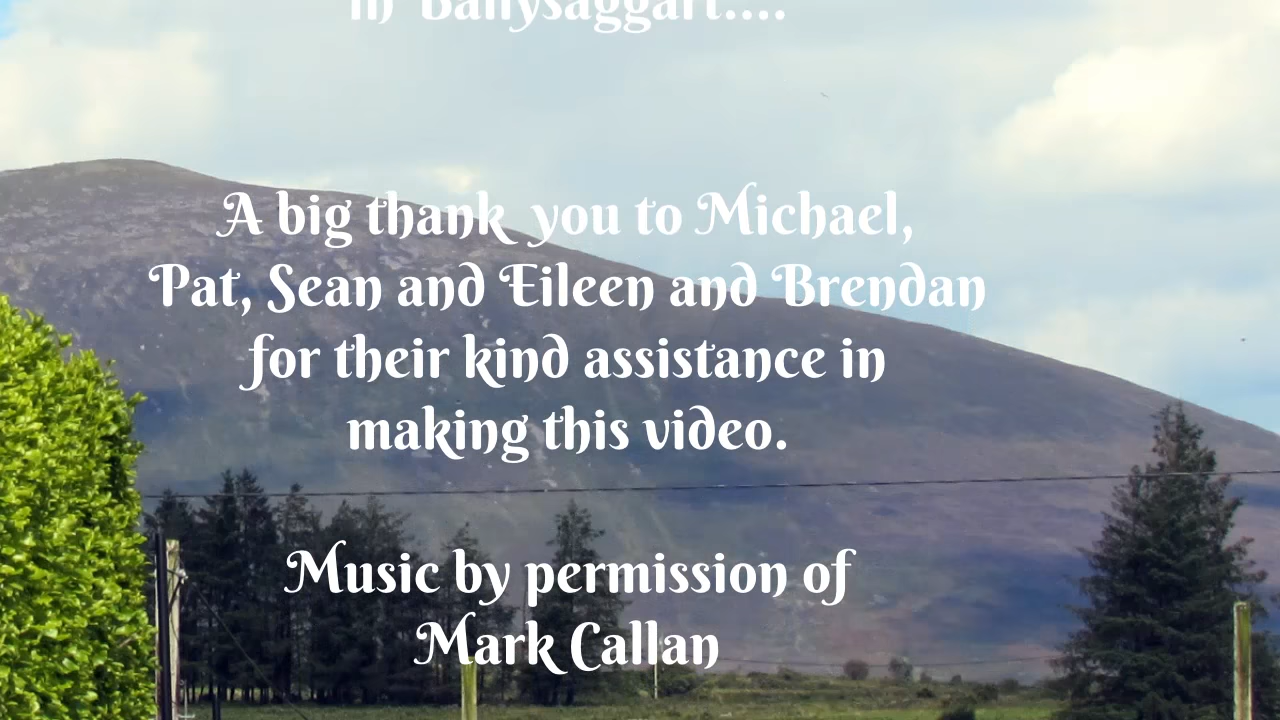 in Ballysaggart....
A big thank you to Michael,
Pat, Sean and Eileen and Brendan
for their kind assistance in
making this video.
Music by permission of
Mark Callan